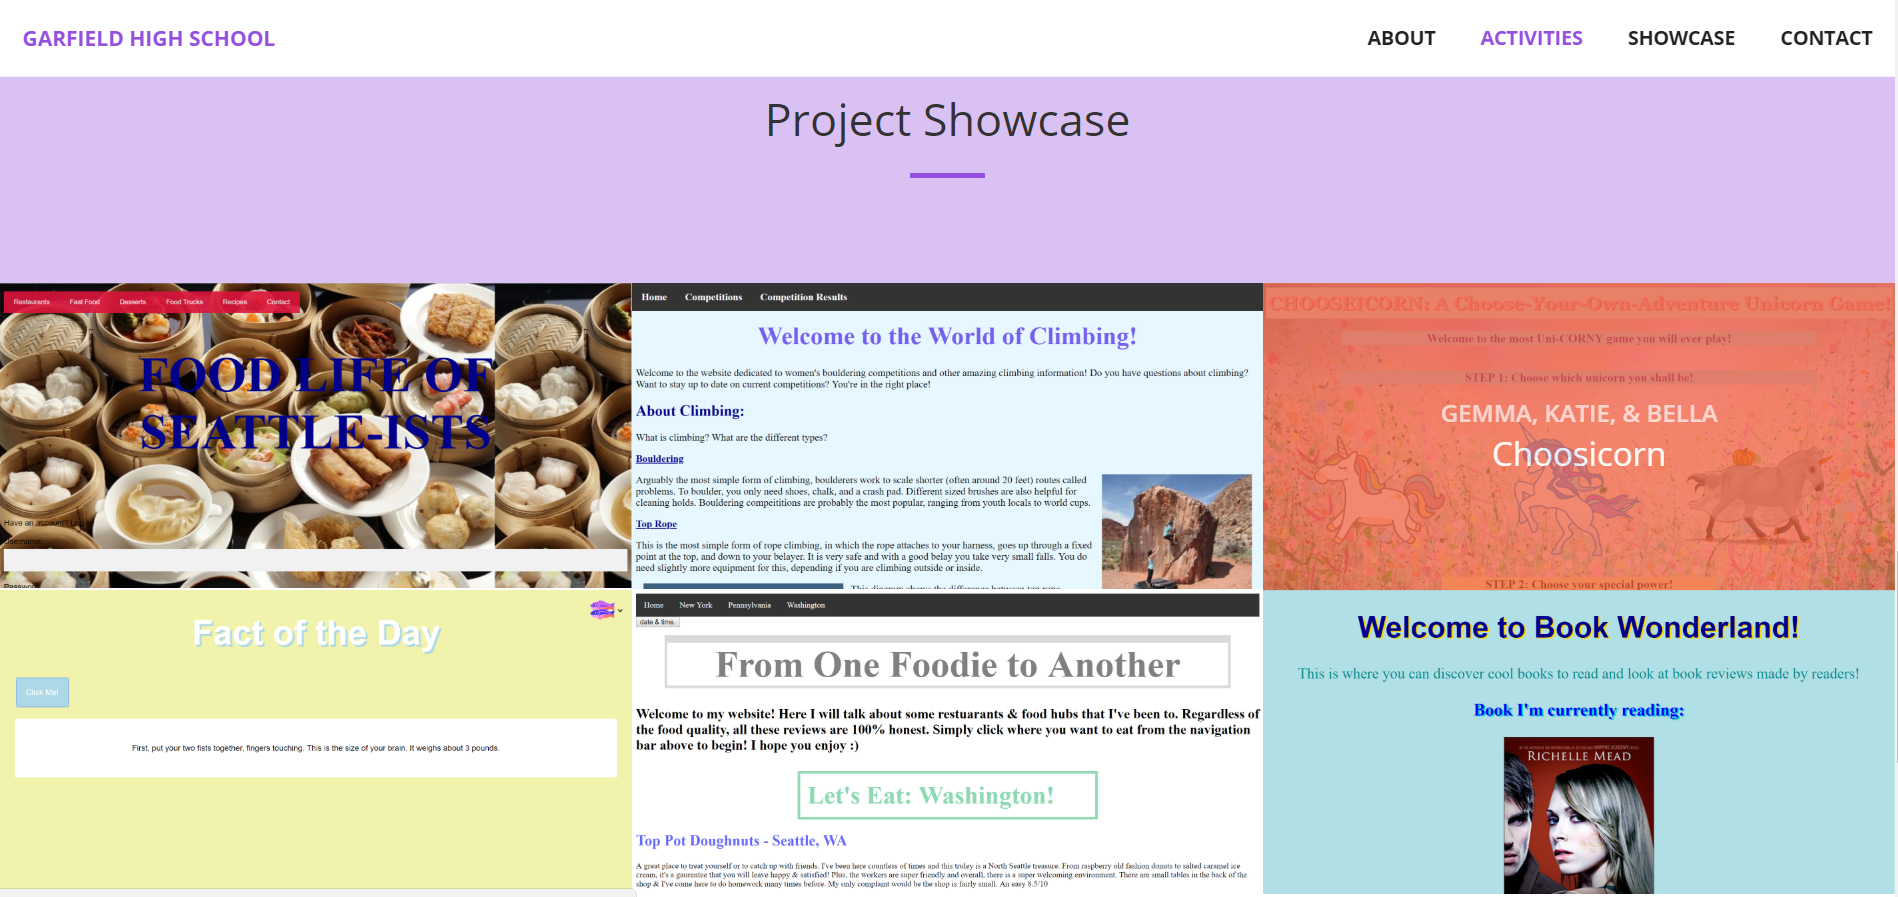 GARFIELD HIGH SCHOOL
ABOUT
ACTIVITIES
SHOWCASE
CONTACT
Project Showcase
Restaurants
Fast Food
Desserts
Food Trucks
Recipes
Contact
FOOD LIFE OF
SEATTLE-ISTS
Have an account? Log
Username:
Home
Competitions
Competition Results
Welcome to the World of Climbing!
Welcome to the website dedicated to women's bouldering competitions and other amazing climbing information! Do you have questions about climbing?
Want to stay up to date on current competitions? You're in the right place!
About Climbing:
What is climbing? What are the different types?
Bouldering
Arguably the most simple form of climbing, boulderers work to scale shorter (often around 20 feet) routes called
problems. To boulder, you only need shoes, chalk, and a crash pad. Different sized brushes are also helpful for
cleaning holds. Bouldering compeititions are probably the most popular, ranging from youth locals to world cups.
Top Rope
This is the most simple form of rope climbing, in which the rope attaches to your harness, goes up through a fixed
point at the top, and down to your belayer. It is very safe and with a good belay you take very small falls. You do
need slightly more equipment for this, depending if you are climbing outside or inside.
This diagram shows the difference between top rope
CHOOSEICORN: A Choose-Your-Own-Adventure Unicorn Game!
Welcome to the most Uni-CORNY game you will ever play!
STEP 1: Choose which unicorn you shall be!
GEMMA, KATIE, & BELLA
Choosicorn
STEP 2: Choose your special power!
Fact of the Day
Click Me!
First, put your two fists together, fingers touching. This is the size of your brain. It weighs about 3 pounds.
Home
New York
Pennsylvania
Washington
date & time.
From One Foodie to Another
Welcome to my website! Here I will talk about some restuarants & food hubs that I've been to. Regardless of
the food quality, all these reviews are 100% honest. Simply click where you want to eat from the navigation
bar above to begin! I hope you enjoy :)
Let's Eat: Washington!
Top Pot Doughnuts - Seattle, WA
A great place to treat yourself or to catch up with friends. I've been here countless of times and this truley is a North Seattle treasure. From raspberry old fashion donuts to salted caramel ice
cream, it's a gaurentee that you will leave happy & satisfied! Plus, the workers are super friendly and overall, there is a super welcoming environment. There are small tables in the back of the
shop & I've come here to do homework many times before. My only complaint would be the shop is fairly small. An easy 8.5/10
Welcome to Book Wonderland!
This is where you can discover cool books to read and look at book reviews made by readers!
Book I'm currently reading:
RICHELLE MEAD